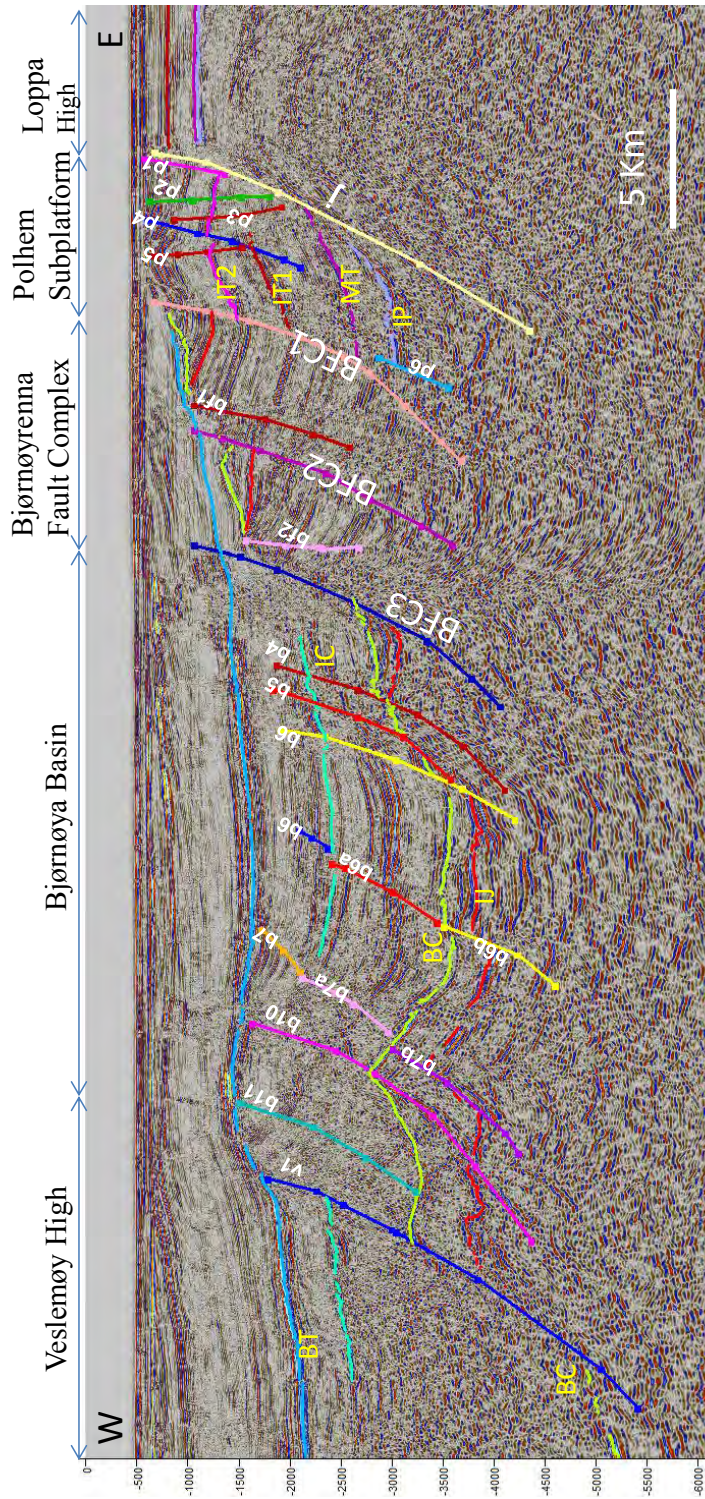 Veslemøy High
Bjørnøya Basin
Bjørnøyrenna
Fault Complex
Polhem
Subplatform
Loppa
High
W
E
0
-500
-1000
-1500
-2000
-2500
-3000
-3500
-4000
-4500
-5000
-5500
-6000
BT
BC
v1
b11
b10
b7
b7a
b7b
b6
b6a
b6b
BC
IJ
b6
b5
b4
IC
BFC3
bf2
BFC2
bf1
BFC1
p6
IP
MT
IT1
IT2
p5
p4
p3
p2
p1
J
5 Km